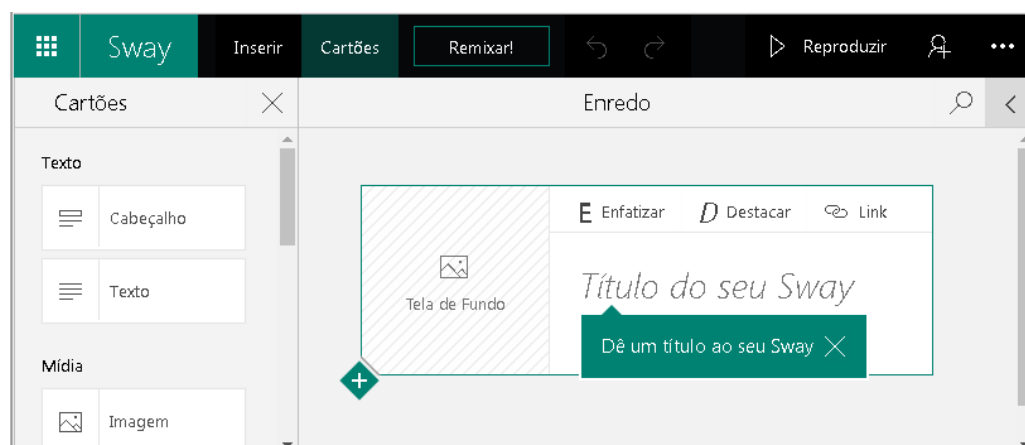 Sway Inserir Cartões Remixar! Reproduzir
Cartões
Enredo
Texto
Cabeçalho
Texto
Mídia
Imagem
Tela de Fundo
E Enfatizar D Destacar Link
Título do seu Sway
Dê um título ao seu Sway